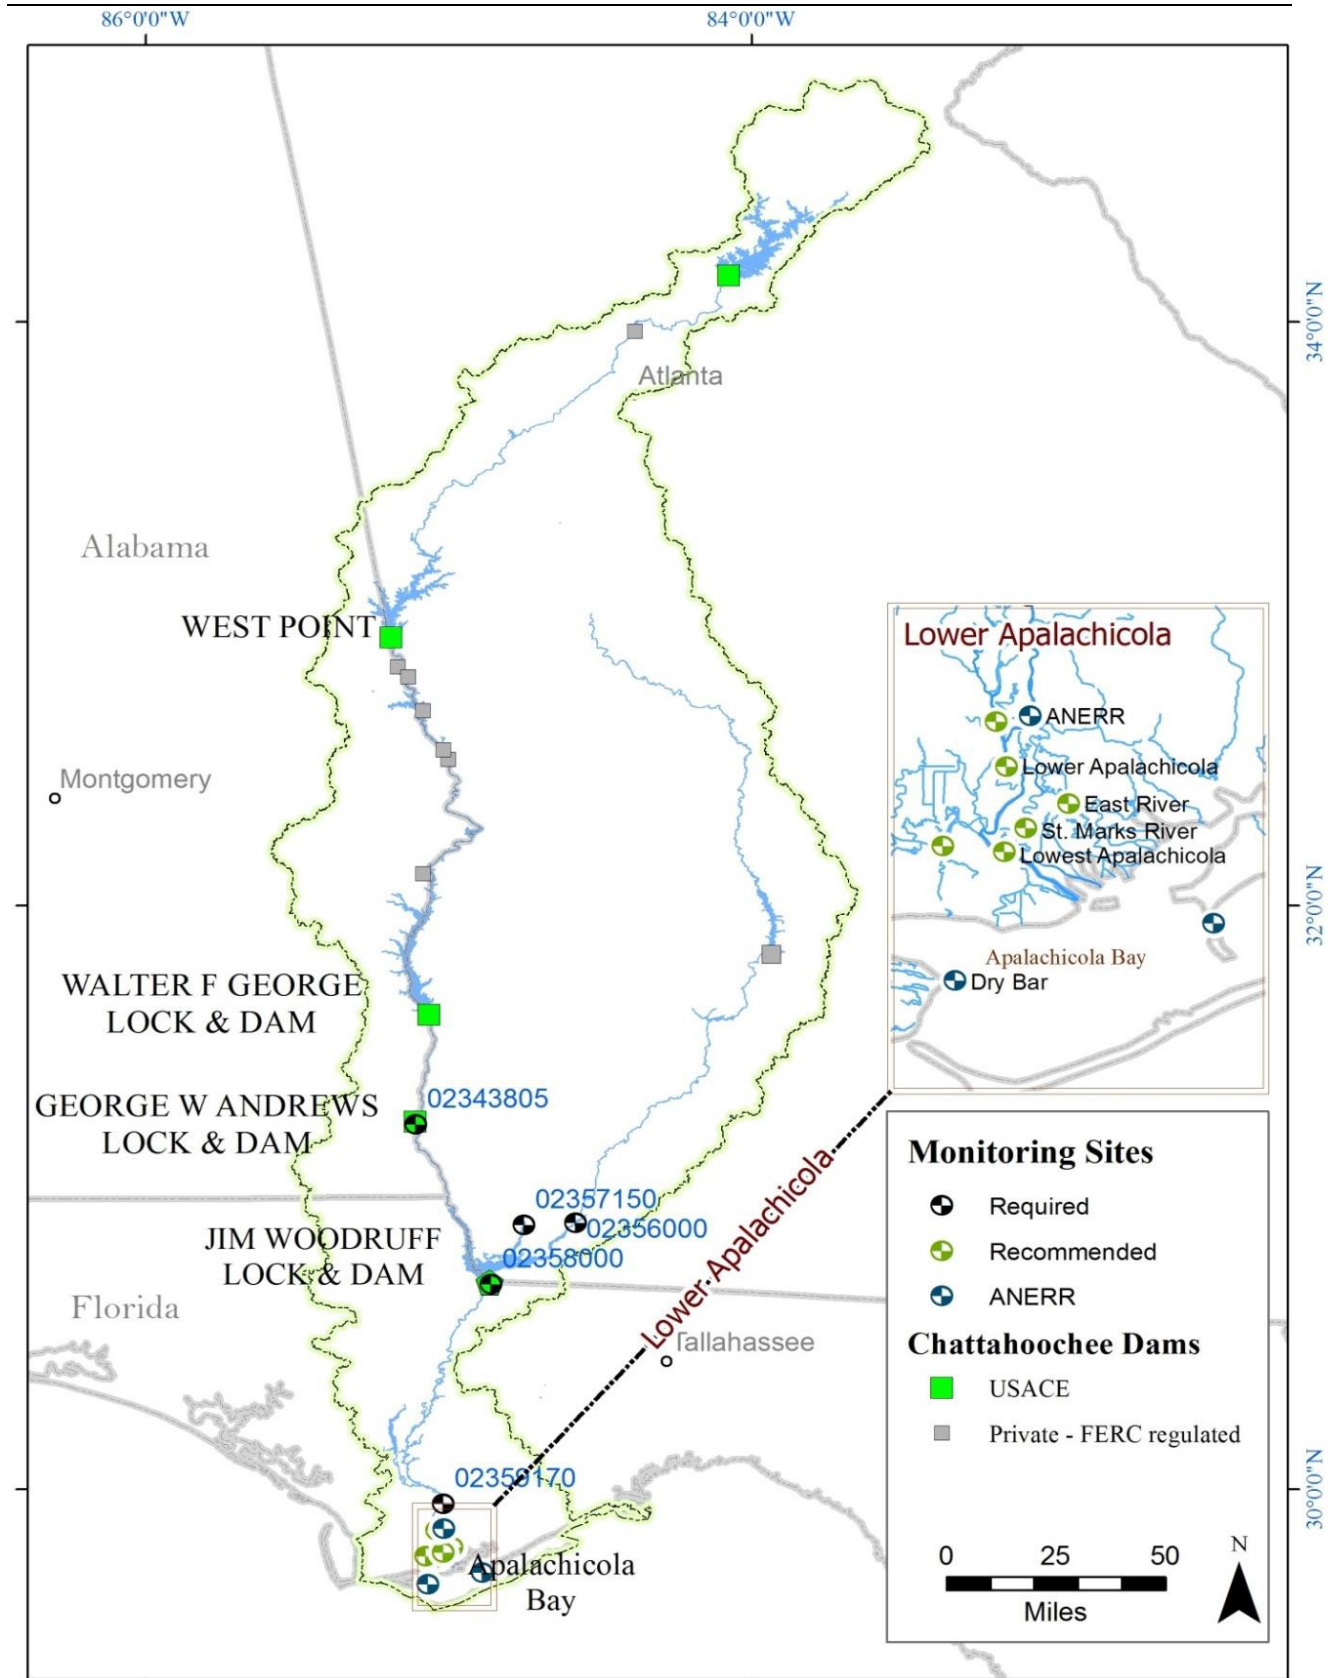 86°0'0"W
84°0'0"W
34°0'0"N
Atlanta
Alabama
WEST POINT
Lower Apalachicola
ANERR
Lower Apalachicola
East River
St. Marks River
Lowest Apalachicola
Apalachicola Bay
Dry Bar
Montgomery
32°0'0"N
WALTER F GEORGE
LOCK & DAM
GEORGE W ANDREWS
LOCK & DAM
02343805
02357150
02356000
JIM WOODRUFF
LOCK & DAM
02358000
Florida
Lower Apalachicola
Tallahassee
02359170
Apalachicola
Bay
30°0'0"N
Monitoring Sites
Required
Recommended
ANERR
Chattahoochee Dams
USACE
Private - FERC regulated
0 25 50
Miles
N